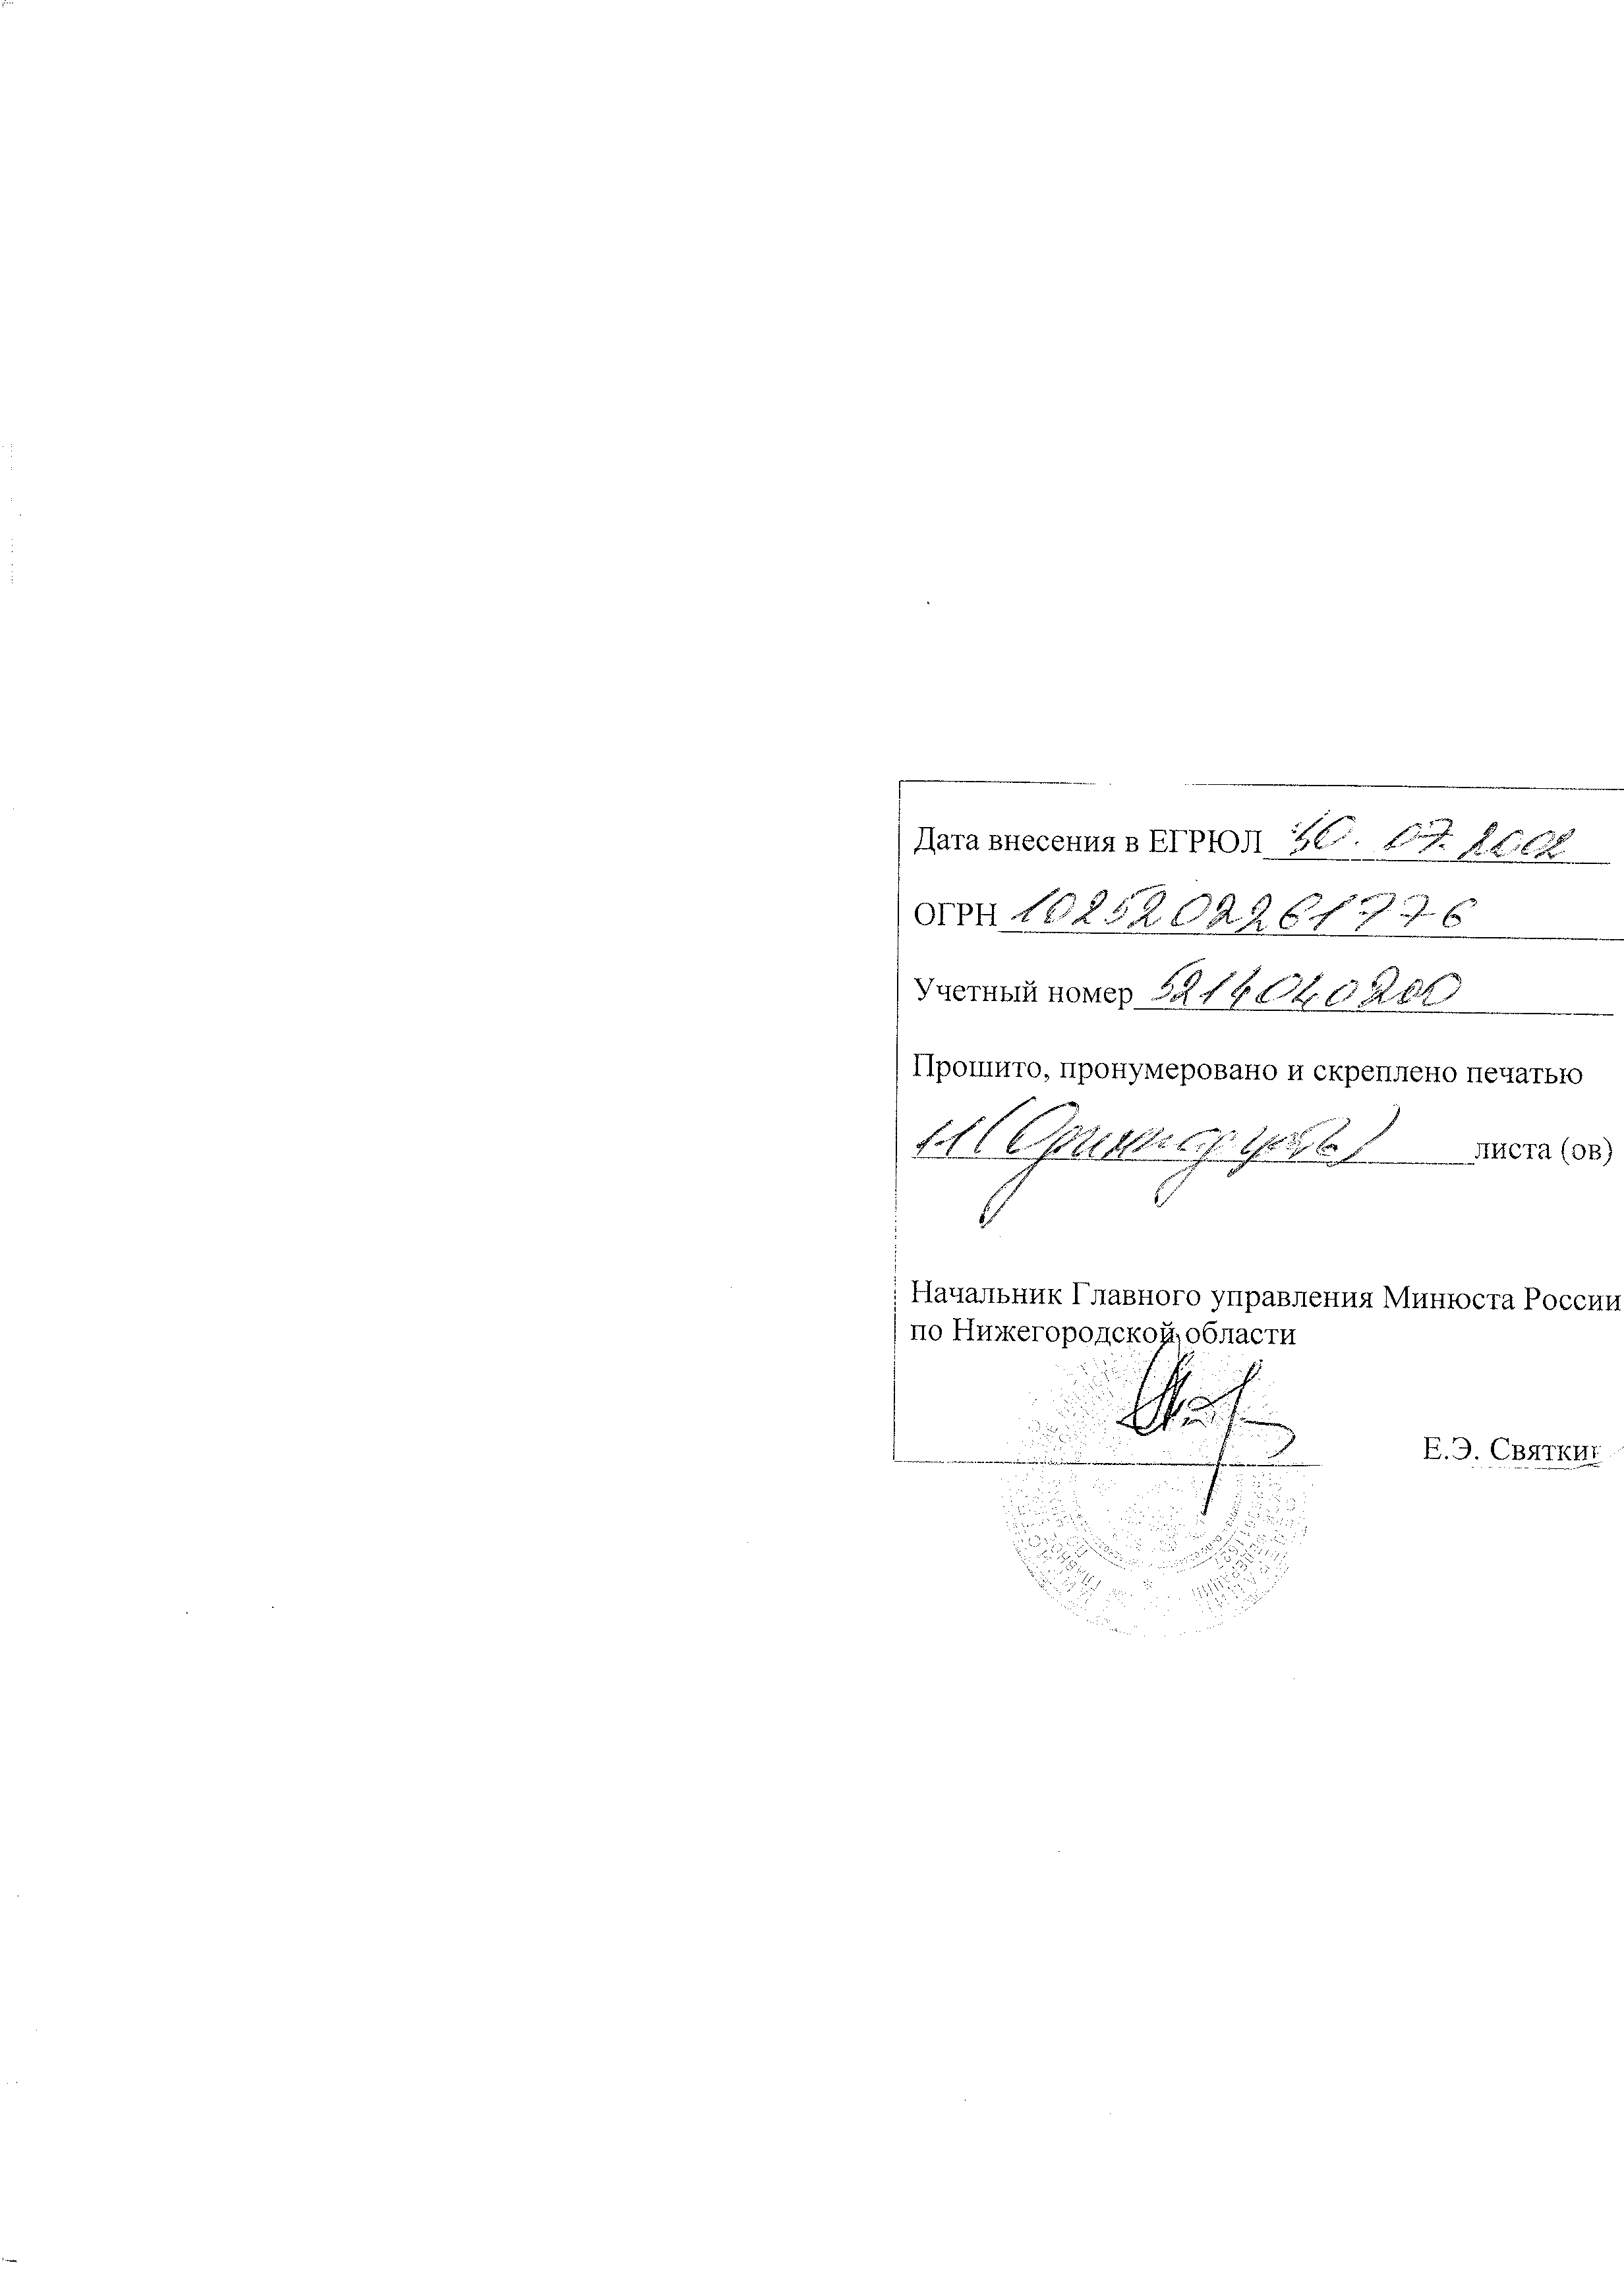 Дата внесения в ЕГРЮЛ 30.07.2002
ОГРН 1025202261776
Учетный номер 5214040200
Прошито, пронумеровано и скреплено печатью
11 (Одиннадцать) листа (ов)
Начальник Главного управления Минюста России
по Нижегородской области
Е.Э. Святки